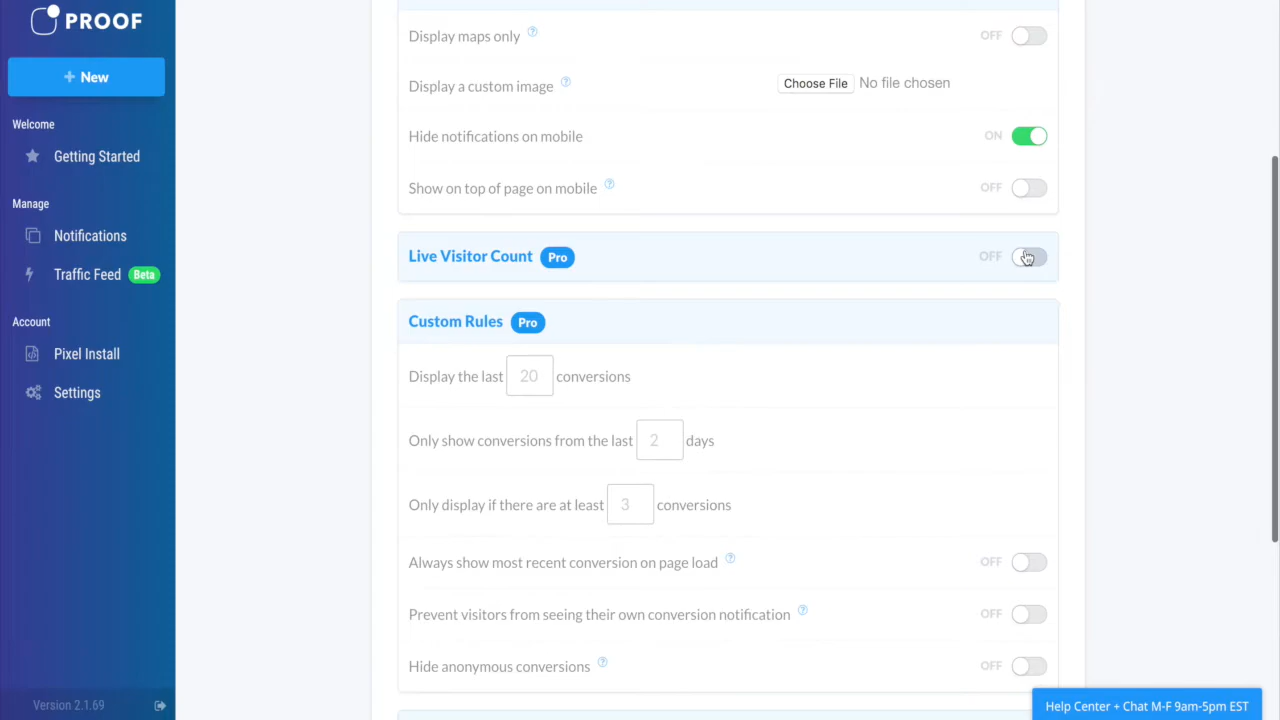 PROOF
+ New
Welcome
Getting Started
Manage
Notifications
Traffic Feed Beta
Account
Pixel Install
Settings
Version 2.1.69
Display maps only ? OFF
Display a custom image ? Choose File No file chosen
Hide notifications on mobile ON
Show on top of page on mobile ? OFF
Live Visitor Count Pro OFF
Custom Rules Pro
Display the last 20 conversions
Only show conversions from the last 2 days
Only display if there are at least 3 conversions
Always show most recent conversion on page load ? OFF
Prevent visitors from seeing their own conversion notification ? OFF
Hide anonymous conversions ? OFF
Help Center + Chat M-F 9am-5pm EST